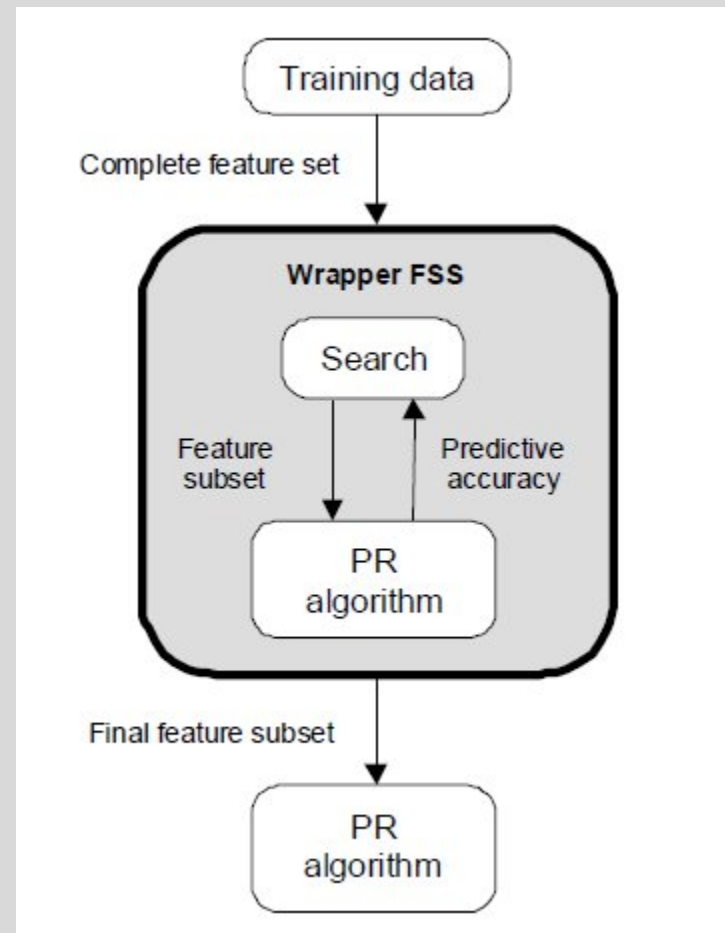 Training data
Complete feature set
Wrapper FSS
Search
Feature
subset
Predictive
accuracy
PR
algorithm
Final feature subset
PR
algorithm